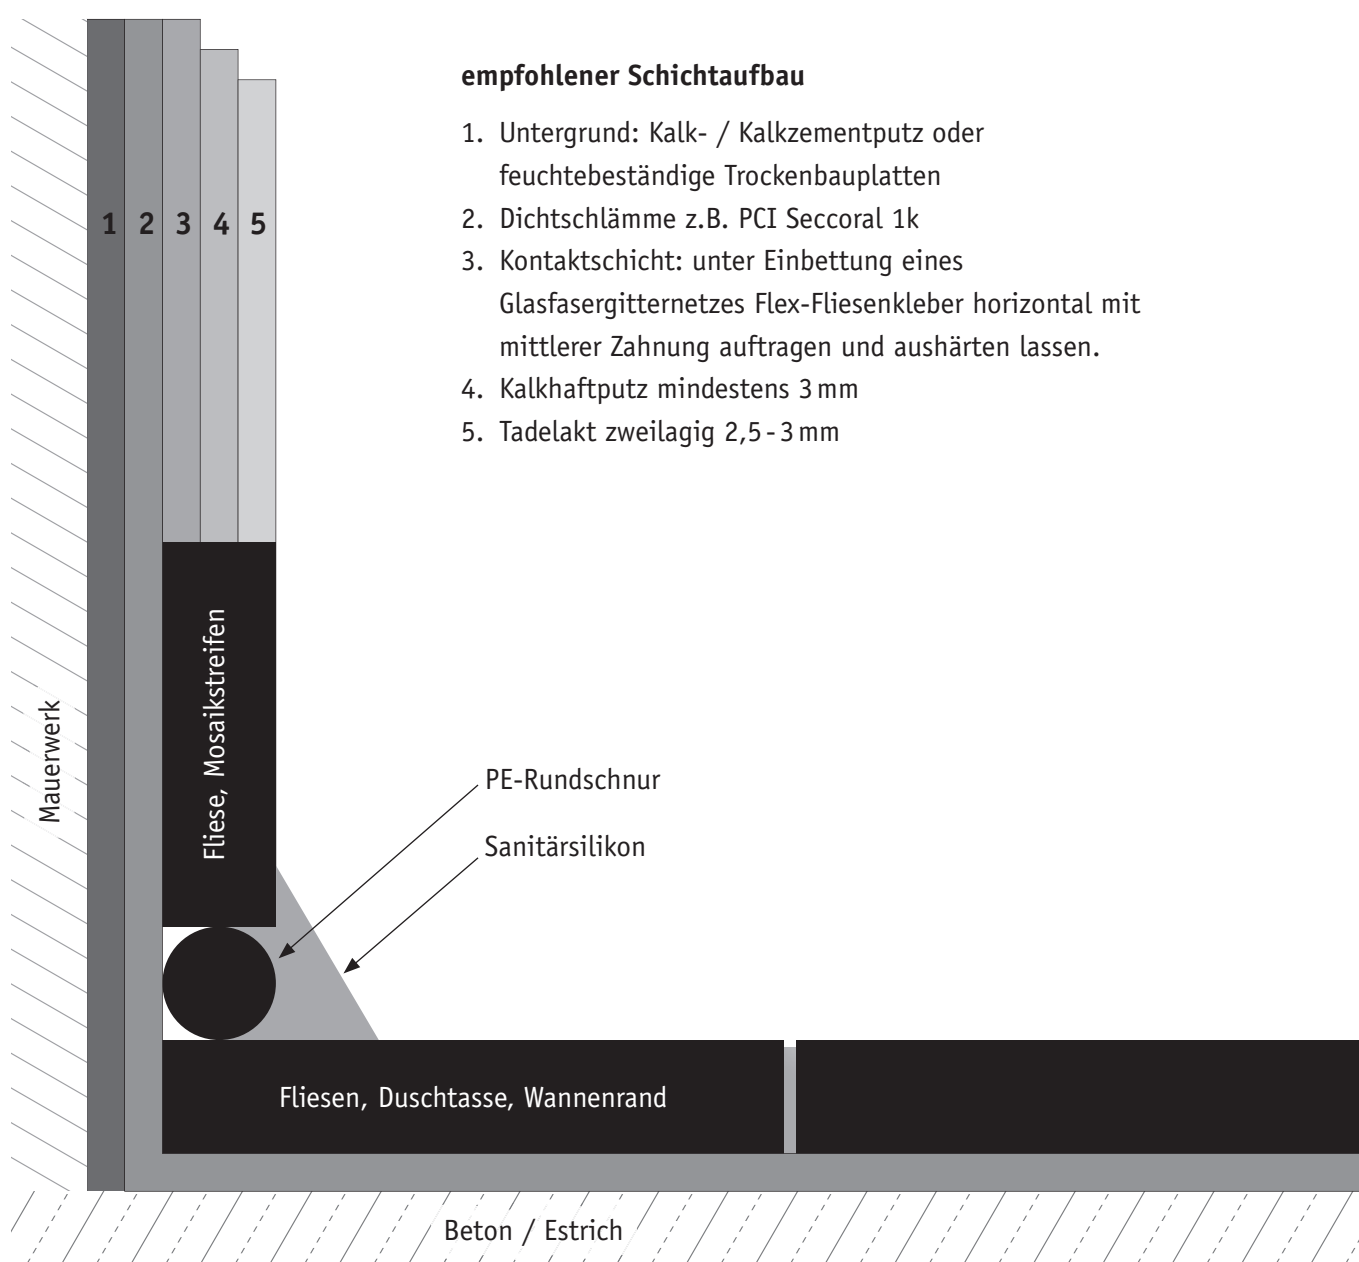 empfohlener Schichtaufbau
1. Untergrund: Kalk- / Kalkzementputz oder
feuchtebeständige Trockenbauplatten
2. Dichtschlämme z.B. PCI Seccoral 1k
3. Kontaktschicht: unter Einbettung eines
Glasfasergitternetzes Flex-Fliesenkleber horizontal mit
mittlerer Zahnung auftragen und aushärten lassen.
4. Kalkhaftputz mindestens 3 mm
5. Tadelakt zweilagig 2,5 - 3 mm
1 2 3 4 5
Mauerwerk
Fliese, Mosaikstreifen
PE-Rundschnur
Sanitärsilikon
Fliesen, Duschtasse, Wannenrand
Beton / Estrich